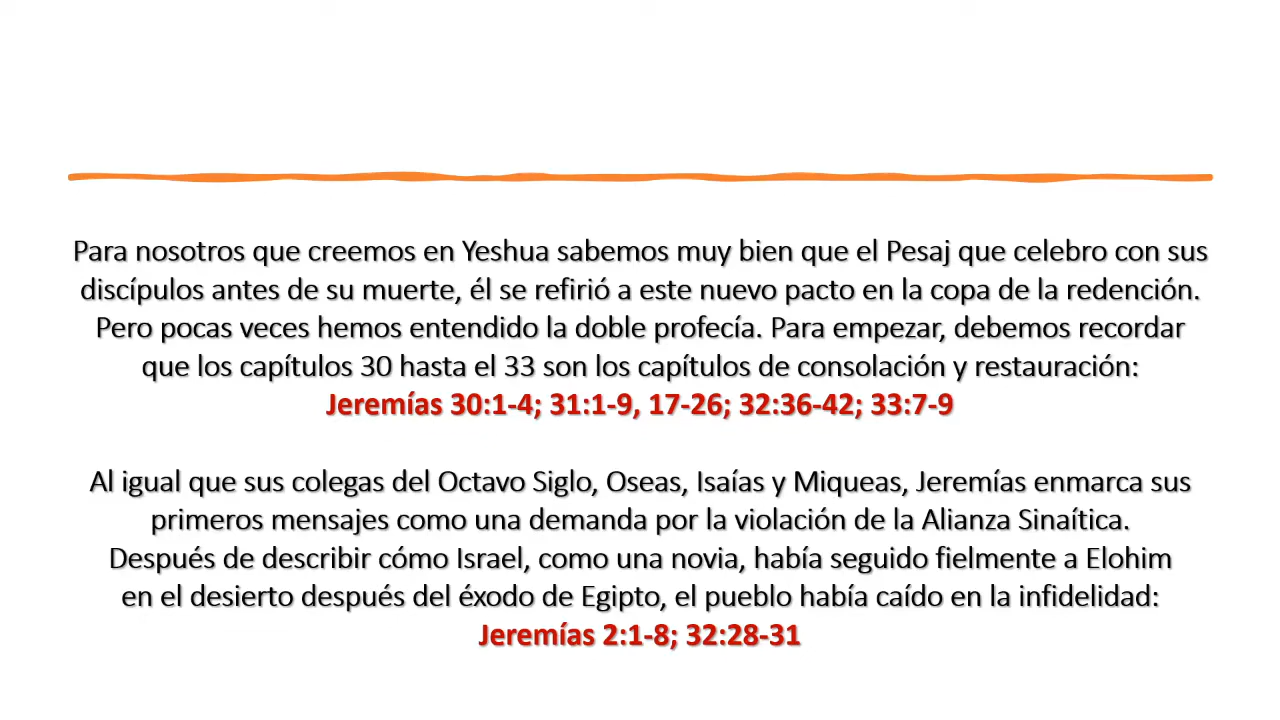 Para nosotros que creemos en Yeshua sabemos muy bien que el Pesaj que celebro con sus
discípulos antes de su muerte, él se refirió a este nuevo pacto en la copa de la redención.
Pero pocas veces hemos entendido la doble profecía. Para empezar, debemos recordar
que los capítulos 30 hasta el 33 son los capítulos de consolación y restauración:
Jeremías 30:1-4; 31:1-9, 17-26; 32:36-42; 33:7-9
Al igual que sus colegas del Octavo Siglo, Oseas, Isaías y Miqueas, Jeremías enmarca sus
primeros mensajes como una demanda por la violación de la Alianza Sinaítica.
Después de describir cómo Israel, como una novia, había seguido fielmente a Elohim
en el desierto después del éxodo de Egipto, el pueblo había caído en la infidelidad:
Jeremías 2:1-8; 32:28-31